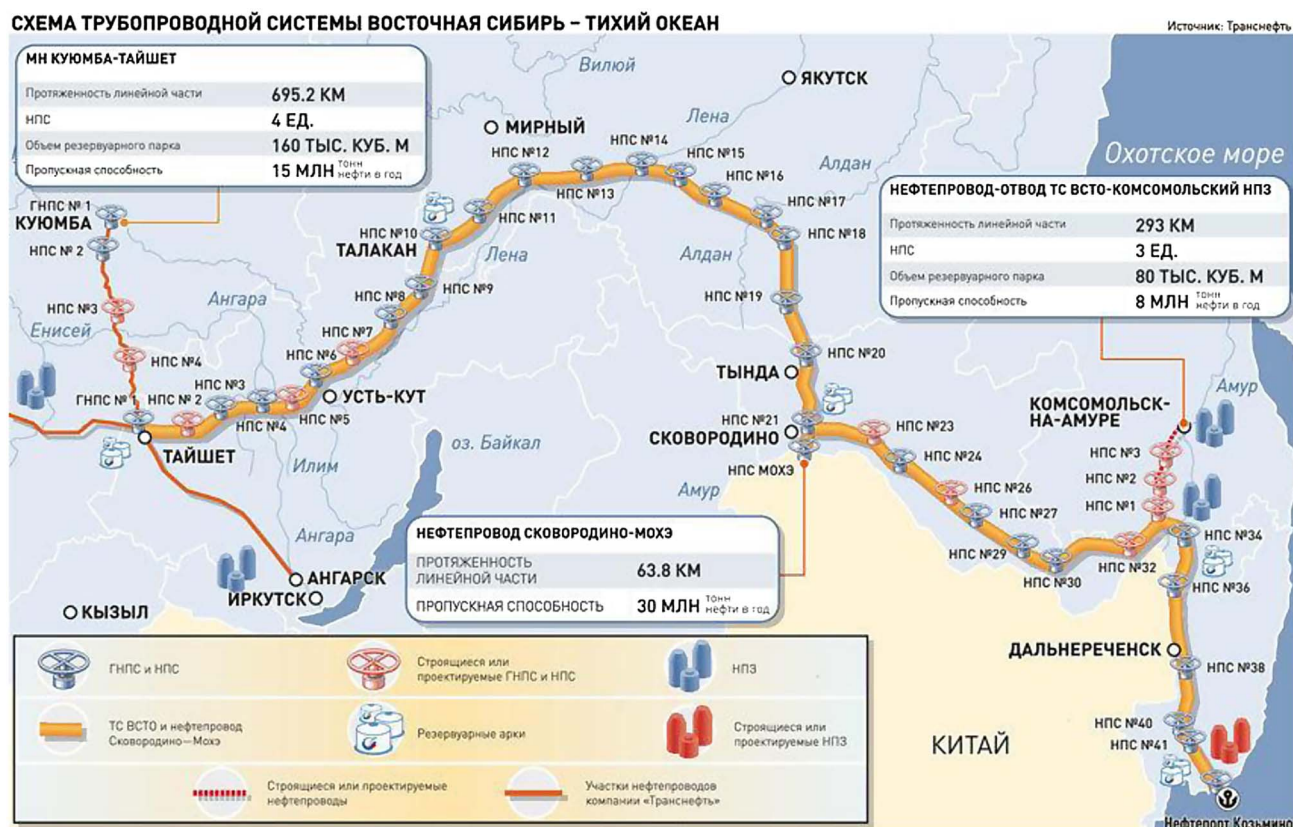 СХЕМА ТРУБОПРОВОДНОЙ СИСТЕМЫ ВОСТОЧНАЯ СИБИРЬ – ТИХИЙ ОКЕАН
Источник: Транснефть
МН КУЮМБА-ТАЙШЕТ
Протяженность линейной части 695.2 КМ
НПС 4 ЕД.
Объем резервуарного парка 160 ТЫС. КУБ. М
Пропускная способность 15 МЛН тонн нефти в год
Вилюй
ЯКУТСК
Лена
МИРНЫЙ
НПС №14
НПС №12
НПС №15
НПС №13
НПС №16
Алдан
Охотское море
НЕФТЕПРОВОД-ОТВОД ТС ВСТО-КОМСОМОЛЬСКИЙ НПЗ
Протяженность линейной части 293 КМ
НПС 3 ЕД.
Объем резервуарного парка 80 ТЫС. КУБ. М
Пропускная способность 8 МЛН тонн нефти в год
ГНПС № 1
КУЮМБА
НПС № 2
НПС №3
НПС №4
Енисей
Ангара
НПС №10
ТАЛАКАН
НПС №11
Лена
НПС №17
НПС №18
Алдан
НПС №9
НПС №8
НПС №7
НПС №6
НПС №19
НПС №20
ТЫНДА
ГНПС № 1
НПС № 2
НПС №3
НПС №4
НПС №5
УСТЬ-КУТ
ТАЙШЕТ
Илим
оз. Байкал
Ангара
АНГАРСК
ИРКУТСК
КЫЗЫЛ
НПС №21
СКОВОРОДИНО
НПС МОХЭ
Амур
НПС №23
НПС №24
НПС №26
НПС №27
НПС №29
НПС №30
НПС №32
Амур
КОМСОМОЛЬСК-
НА-АМУРЕ
НПС №3
НПС №2
НПС №1
НПС №34
НПС №36
ДАЛЬНЕРЕЧЕНСК
НПС №38
НПС №40
НПС №41
КИТАЙ
Нефтепорт Козьмино
НЕФТЕПРОВОД СКОВОРОДИНО-МОХЭ
ПРОТЯЖЕННОСТЬ
ЛИНЕЙНОЙ ЧАСТИ 63.8 КМ
ПРОПУСКНАЯ СПОСОБНОСТЬ 30 МЛН тонн нефти в год
ГНПС и НПС
Строящиеся или
проектируемые ГНПС и НПС
НПЗ
ТС ВСТО и нефтепровод
Сковородино—Мохэ
Резервуарные арки
Строящиеся или
проектируемые НПЗ
Строящиеся или проектируемые
нефтепроводы
Участки нефтепроводов
компании «Транснефть»